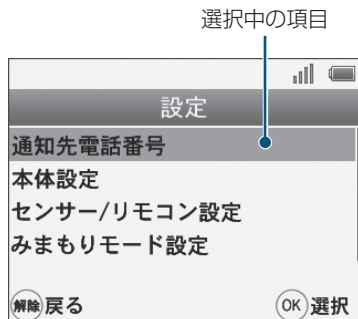 選択中の項目
設定
通知先電話番号
本体設定
センサー/リモコン設定
みまもりモード設定
解除 戻る OK 選択